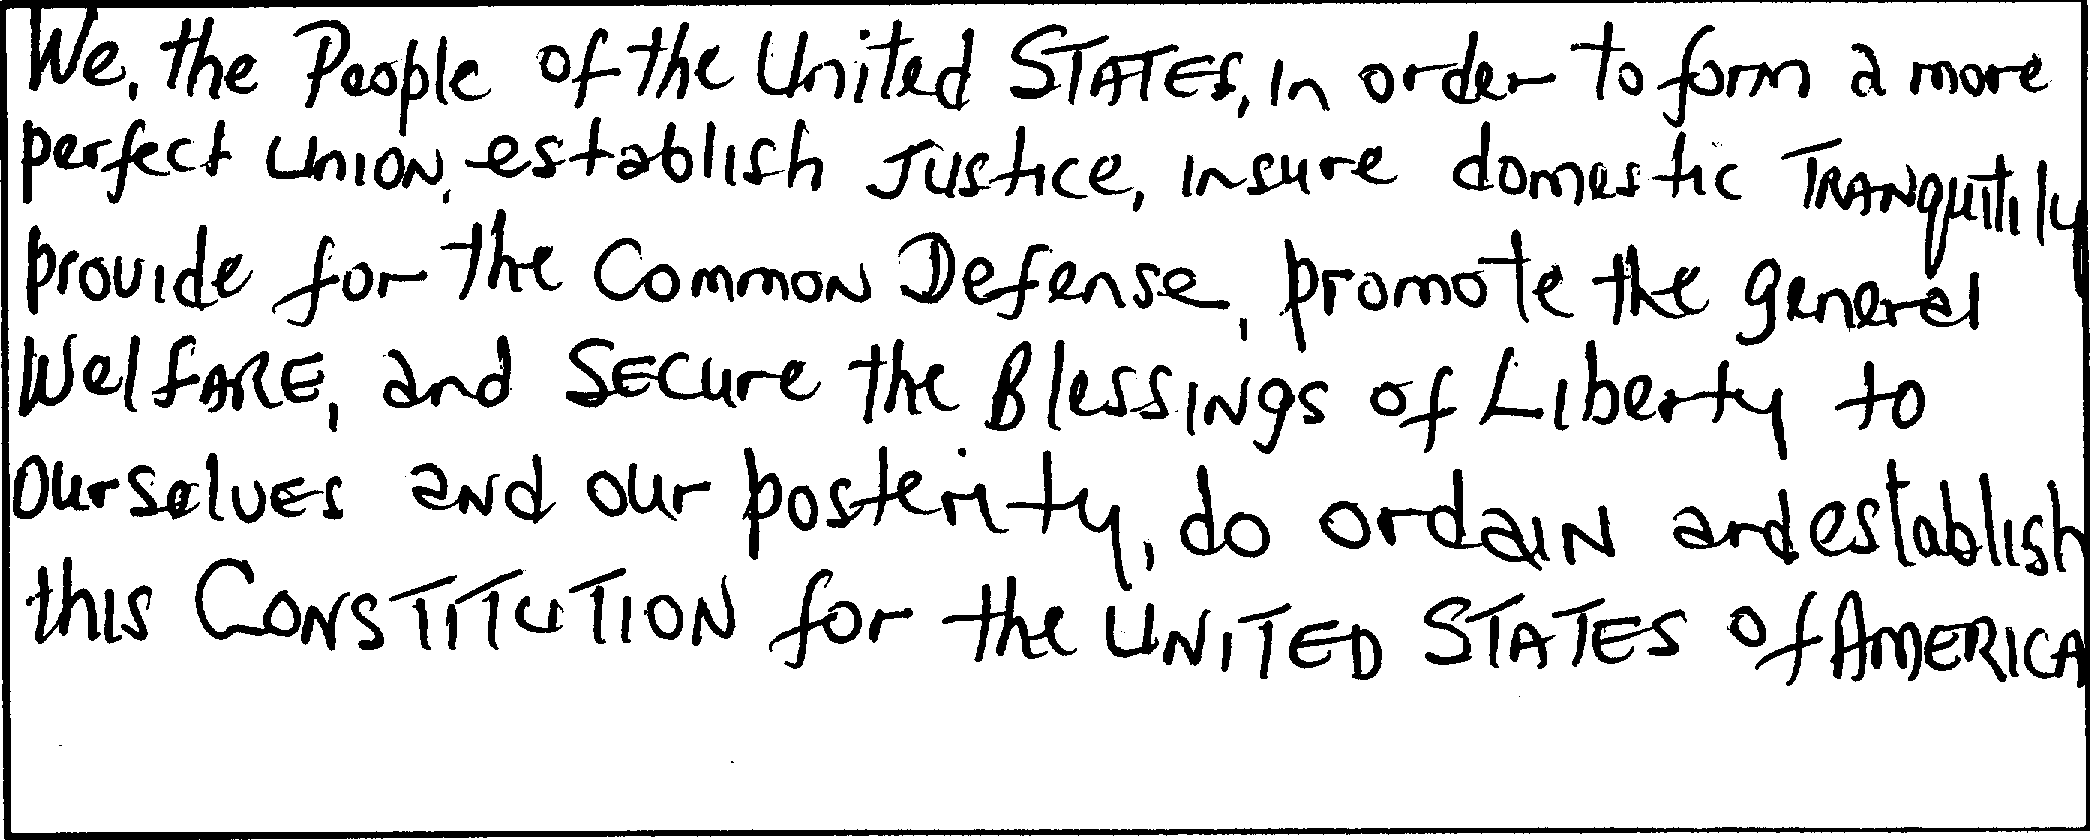 We, the People of the United STATES, In order to form a more
perfect UNION, establish Justice, insure domestic TRANQuitily
provide for the Common Defense, promote the general
WelfARE, and SECure the BlessINgs of Liberty to
ourselves and our posterity, do ordaIN and establish
this CONSTITUTION for the UNITED STATES of AMERICA